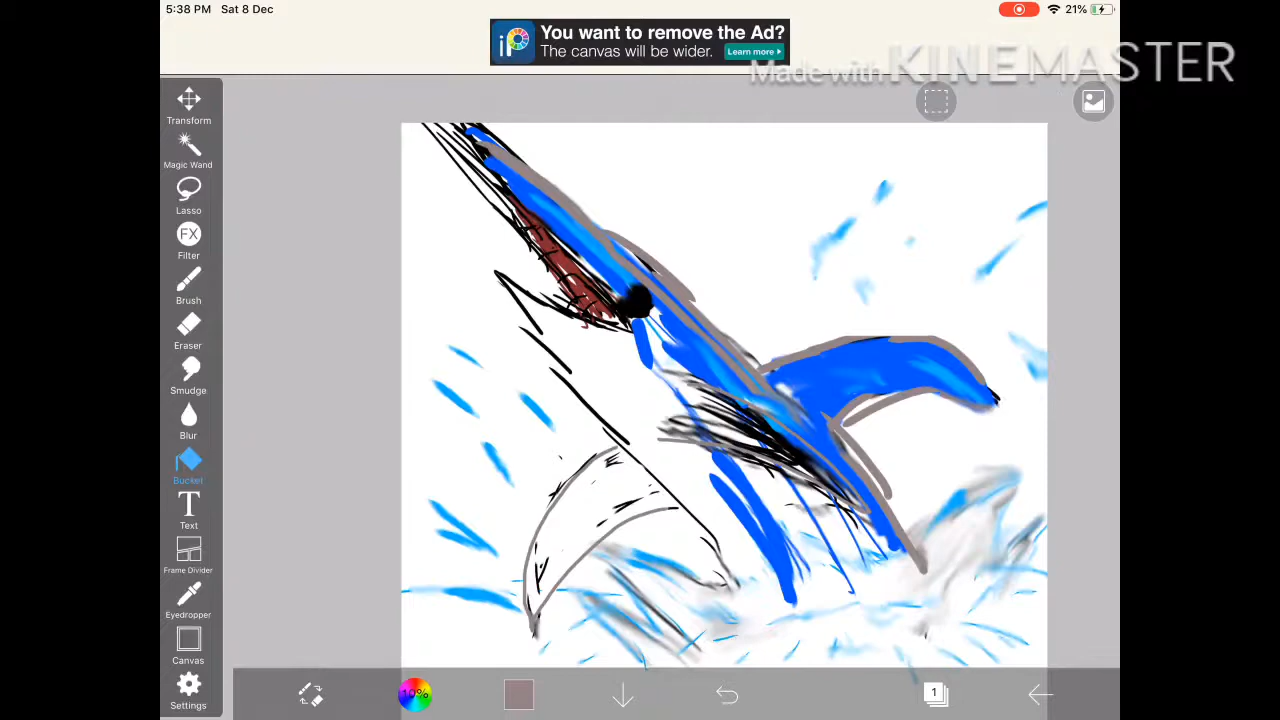 5:38 PM Sat 8 Dec
21%
You want to remove the Ad?
The canvas will be wider.
Learn more
iP
Made with KINEMASTER
Transform
Magic Wand
Lasso
FX
Filter
Brush
Eraser
Smudge
Blur
Bucket
T
Text
Frame Divider
Eyedropper
Canvas
Settings
10%
1